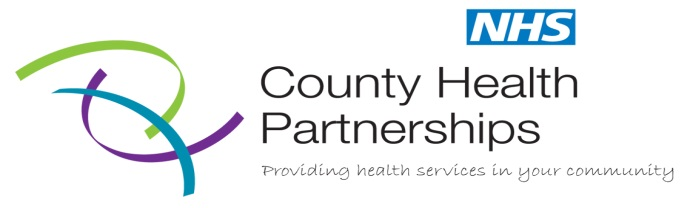 NHS
County Health
Partnerships
Providing health services in your community